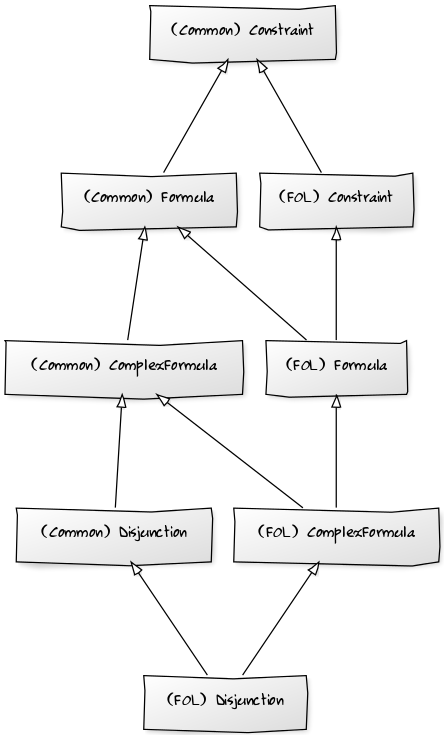 (Common) Constraint
(Common) Formula
(FOL) Constraint
(Common) ComplexFormula
(FOL) Formula
(Common) Disjunction
(FOL) ComplexFormula
(FOL) Disjunction